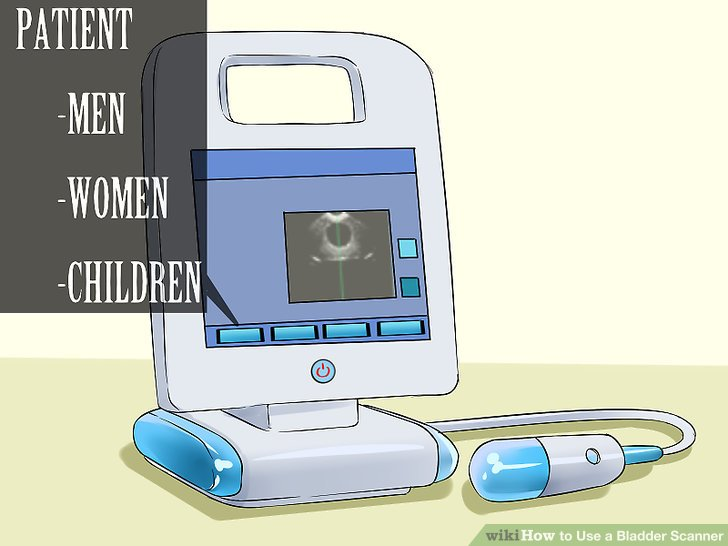 PATIENT
-MEN
-WOMEN
-CHILDREN
wikiHow to Use a Bladder Scanner